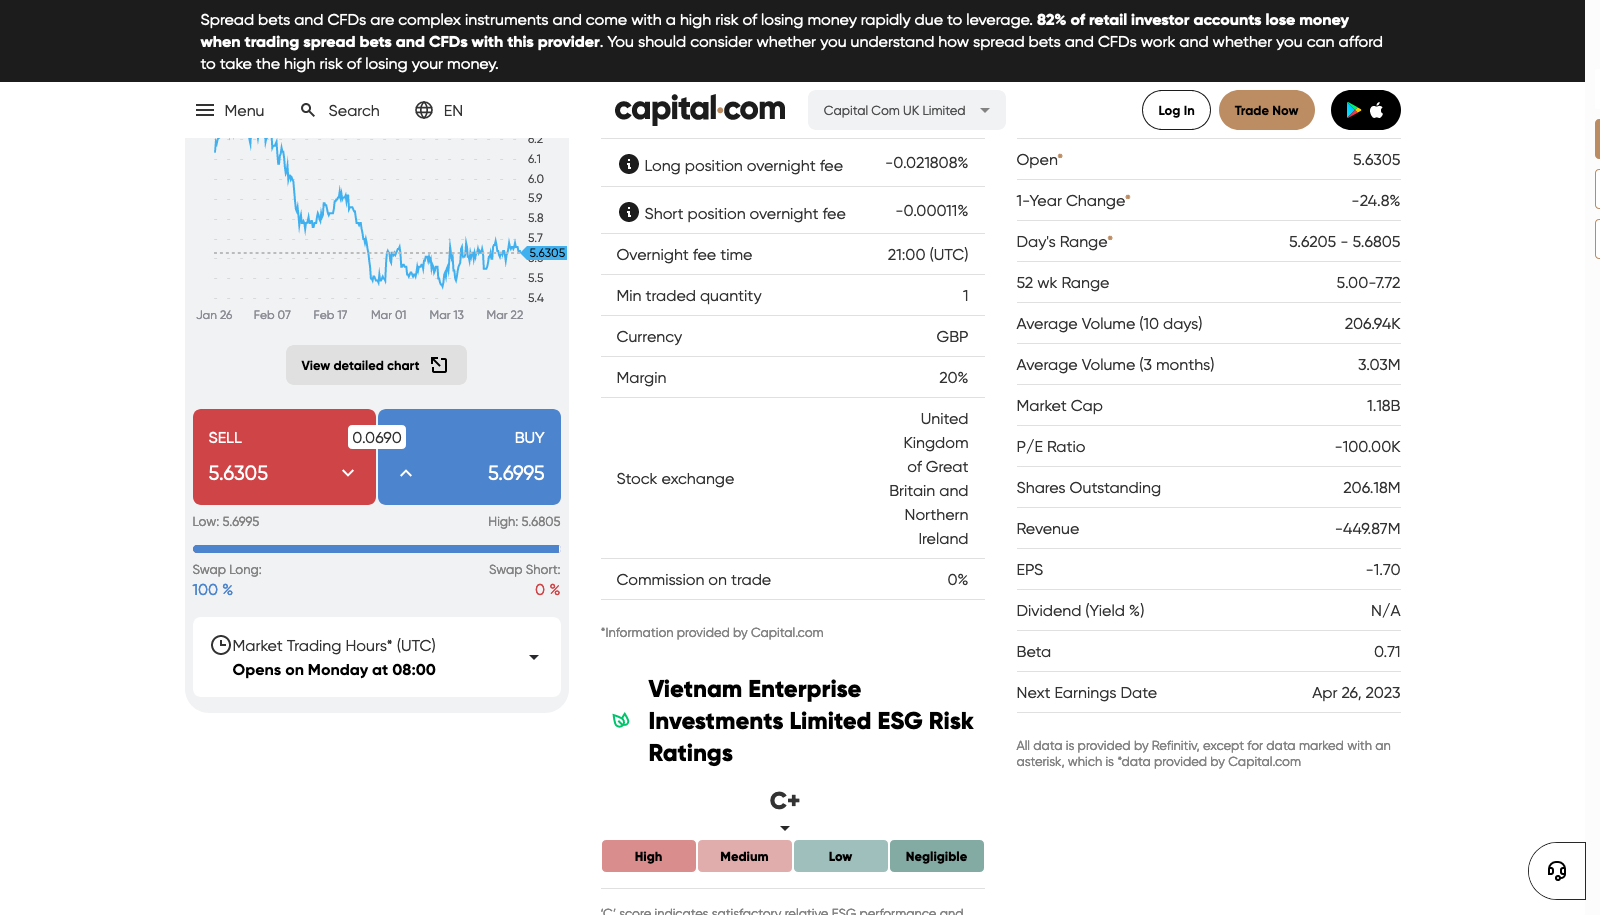 Spread bets and CFDs are complex instruments and come with a high risk of losing money rapidly due to leverage. 82% of retail investor accounts lose money
when trading spread bets and CFDs with this provider. You should consider whether you understand how spread bets and CFDs work and whether you can afford
to take the high risk of losing your money.
Menu
Search
EN
capital.com
Capital Com UK Limited
Log In
Trade Now
6.2
6.1
6.0
5.9
5.8
5.7
5.6305
5.5
5.4
Jan 26
Feb 07
Feb 17
Mar 01
Mar 13
Mar 22
View detailed chart
SELL
0.0690
BUY
5.6305
5.6995
Low: 5.6995
High: 5.6805
Swap Long:
Swap Short:
100 %
0 %
Market Trading Hours* (UTC)
Opens on Monday at 08:00
Long position overnight fee
-0.021808%
Short position overnight fee
-0.00011%
Overnight fee time
21:00 (UTC)
Min traded quantity
1
Currency
GBP
Margin
20%
Stock exchange
United
Kingdom
of Great
Britain and
Northern
Ireland
Commission on trade
0%
*Information provided by Capital.com
Vietnam Enterprise
Investments Limited ESG Risk
Ratings
C+
High
Medium
Low
Negligible
'C' score indicates satisfactory relative ESG performance and
Open*
5.6305
1-Year Change*
-24.8%
Day's Range*
5.6205 - 5.6805
52 wk Range
5.00-7.72
Average Volume (10 days)
206.94K
Average Volume (3 months)
3.03M
Market Cap
1.18B
P/E Ratio
-100.00K
Shares Outstanding
206.18M
Revenue
-449.87M
EPS
-1.70
Dividend (Yield %)
N/A
Beta
0.71
Next Earnings Date
Apr 26, 2023
All data is provided by Refinitiv, except for data marked with an
asterisk, which is *data provided by Capital.com